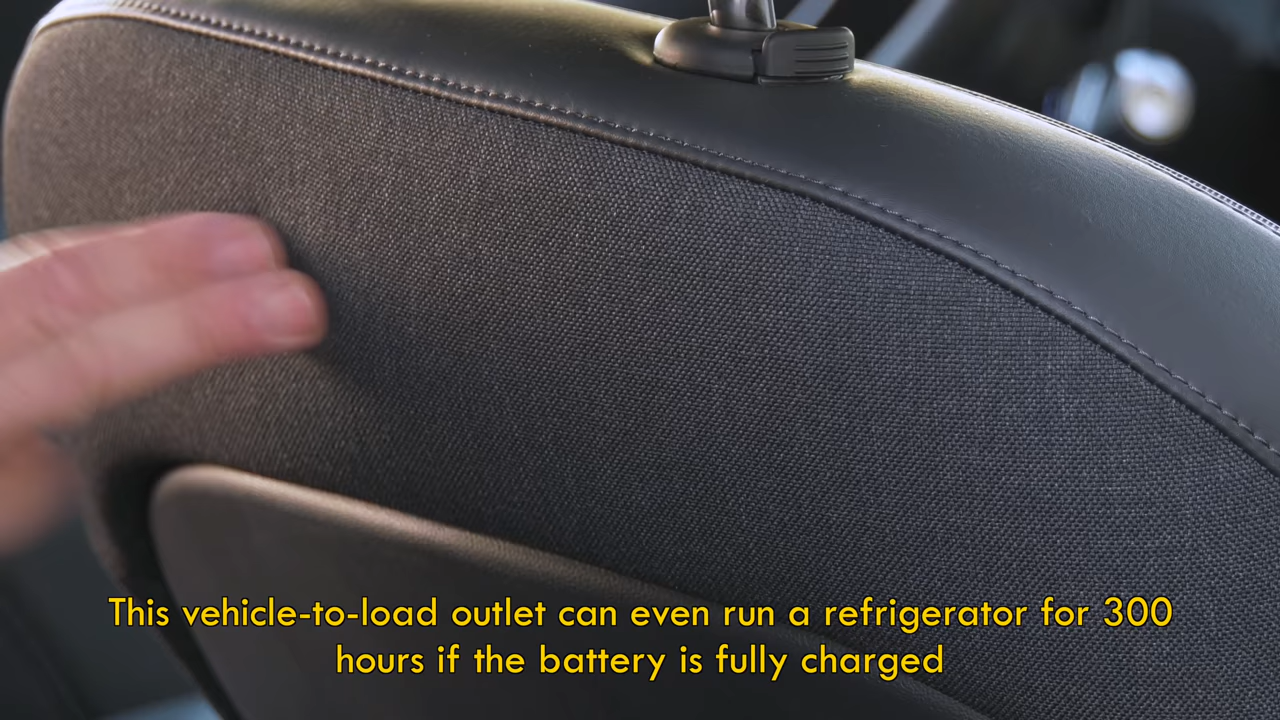 This vehicle-to-load outlet can even run a refrigerator for 300
hours if the battery is fully charged